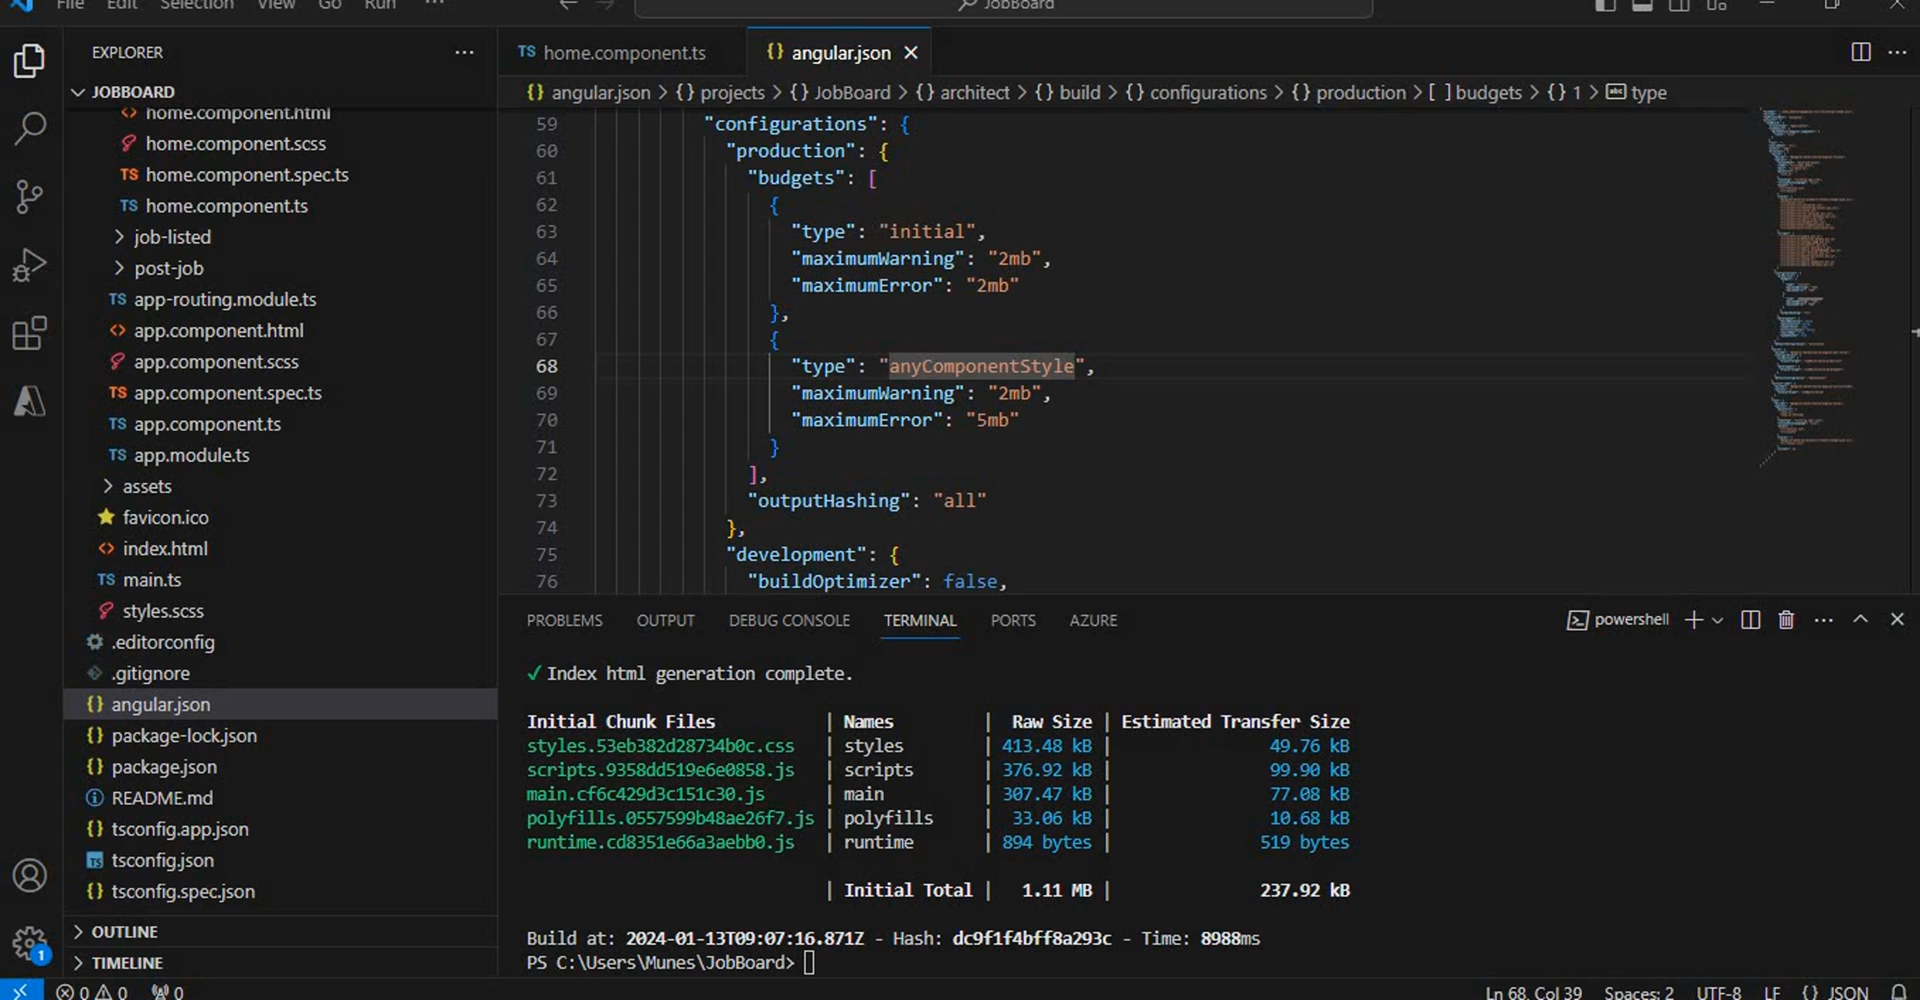 File Edit Selection View Go Run ...
JobBoard
EXPLORER
JOBBOARD
home.component.html
home.component.scss
TS home.component.spec.ts
TS home.component.ts
job-listed
post-job
TS app-routing.module.ts
app.component.html
app.component.scss
TS app.component.spec.ts
TS app.component.ts
TS app.module.ts
assets
favicon.ico
index.html
TS main.ts
styles.scss
.editorconfig
.gitignore
{} angular.json
{} package-lock.json
{} package.json
README.md
{} tsconfig.app.json
TS tsconfig.json
{} tsconfig.spec.json
OUTLINE
TIMELINE
1
TS home.component.ts
{} angular.json
{} angular.json > {} projects > {} JobBoard > {} architect > {} build > {} configurations > {} production > [ ] budgets > {} 1 > abc type
59 "configurations": {
60 "production": {
61 "budgets": [
62 {
63 "type": "initial",
64 "maximumWarning": "2mb",
65 "maximumError": "2mb"
66 },
67 {
68 "type": "anyComponentStyle",
69 "maximumWarning": "2mb",
70 "maximumError": "5mb"
71 }
72 ],
73 "outputHashing": "all"
74 },
75 "development": {
76 "buildOptimizer": false,
PROBLEMS OUTPUT DEBUG CONSOLE TERMINAL PORTS AZURE
powershell
✓ Index html generation complete.
Initial Chunk Files | Names | Raw Size | Estimated Transfer Size
styles.53eb382d28734b0c.css | styles | 413.48 kB | 49.76 kB
scripts.9358dd519e6e0858.js | scripts | 376.92 kB | 99.90 kB
main.cf6c429d3c151c30.js | main | 307.47 kB | 77.08 kB
polyfills.0557599b48ae26f7.js | polyfills | 33.06 kB | 10.68 kB
runtime.cd8351e66a3aebb0.js | runtime | 894 bytes | 519 bytes
| Initial Total | 1.11 MB | 237.92 kB
Build at: 2024-01-13T09:07:16.871Z - Hash: dc9f1f4bff8a293c - Time: 8988ms
PS C:\Users\Munes\JobBoard>
0 0 0
Ln 68, Col 39 Spaces: 2 UTF-8 LF {} JSON